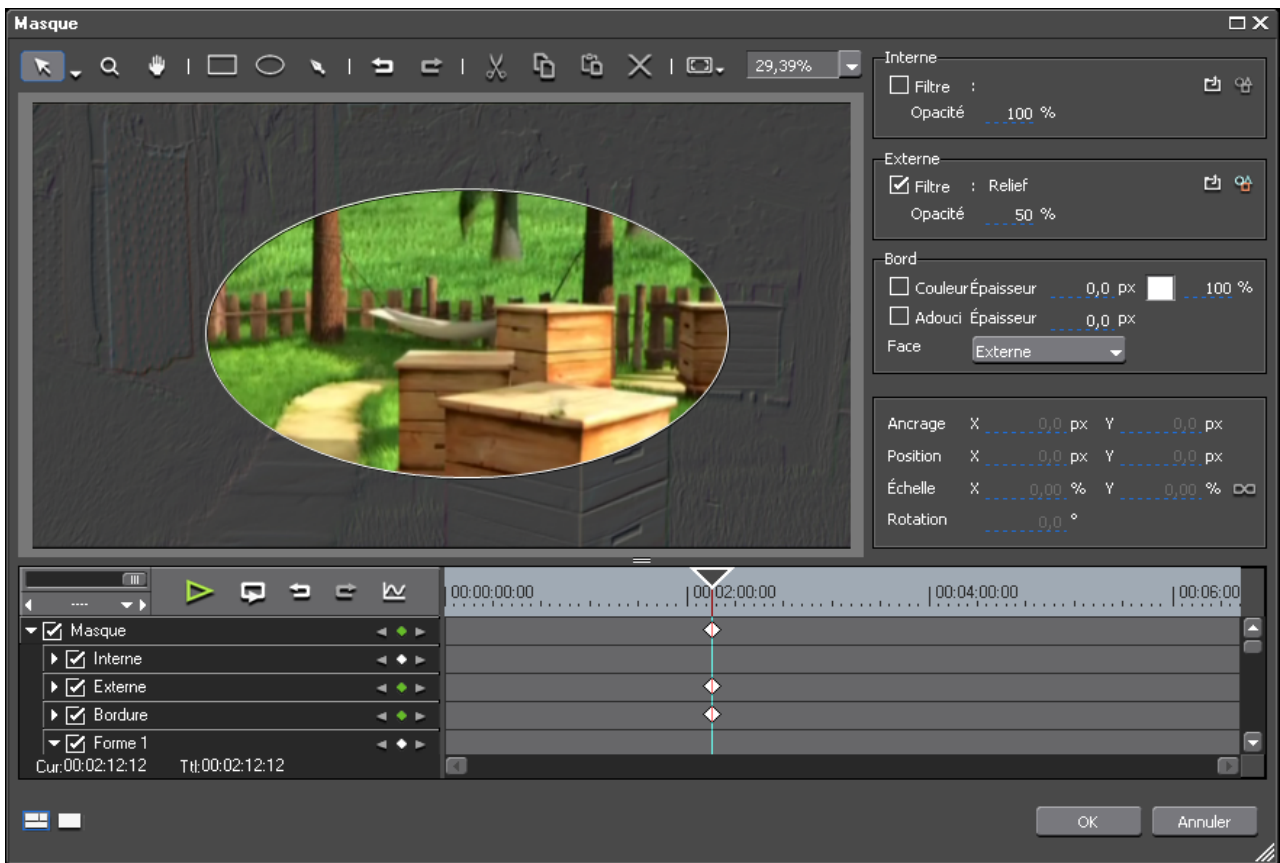 Masque
29,39%
Interne
Filtre :
Opacité 100 %
Externe
Filtre : Relief
Opacité 50 %
Bord
Couleur Épaisseur 0,0 px 100 %
Adouci Épaisseur 0,0 px
Face Externe
Ancrage X 0,0 px Y 0,0 px
Position X 0,0 px Y 0,0 px
Échelle X 0,00 % Y 0,00 %
Rotation 0,0 °
----
00:00:00:00 00:02:00:00 00:04:00:00 00:06:00
Masque
Interne
Externe
Bordure
Forme 1
Cur:00:02:12:12 Ttl:00:02:12:12
OK Annuler